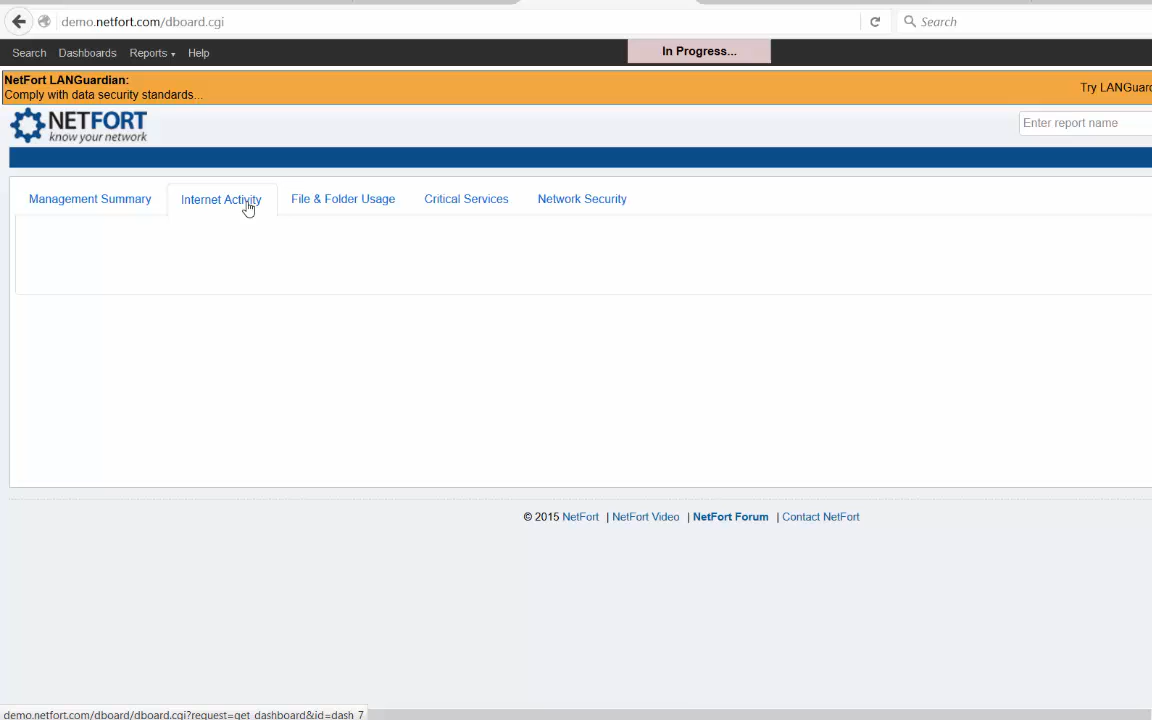 demo.netfort.com/dboard.cgi
Search
Search Dashboards Reports Help
In Progress...
NetFort LANGuardian:
Comply with data security standards...
Try LANGuard
NETFORT
know your network
Enter report name
Management Summary Internet Activity File & Folder Usage Critical Services Network Security
© 2015 NetFort | NetFort Video | NetFort Forum | Contact NetFort
demo.netfort.com/dboard/dboard.cgi?request=get_dashboard&id=dash_7